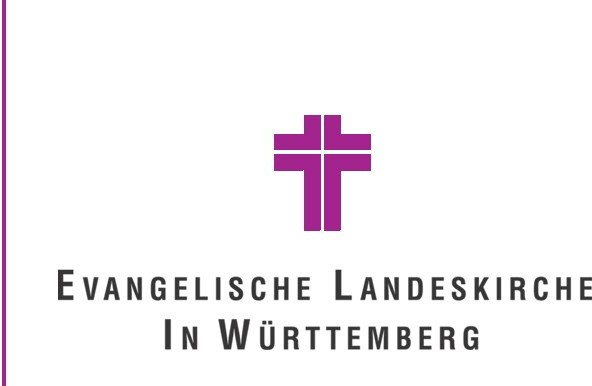 EVANGELISCHE LANDESKIRCHE
IN WÜRTTEMBERG